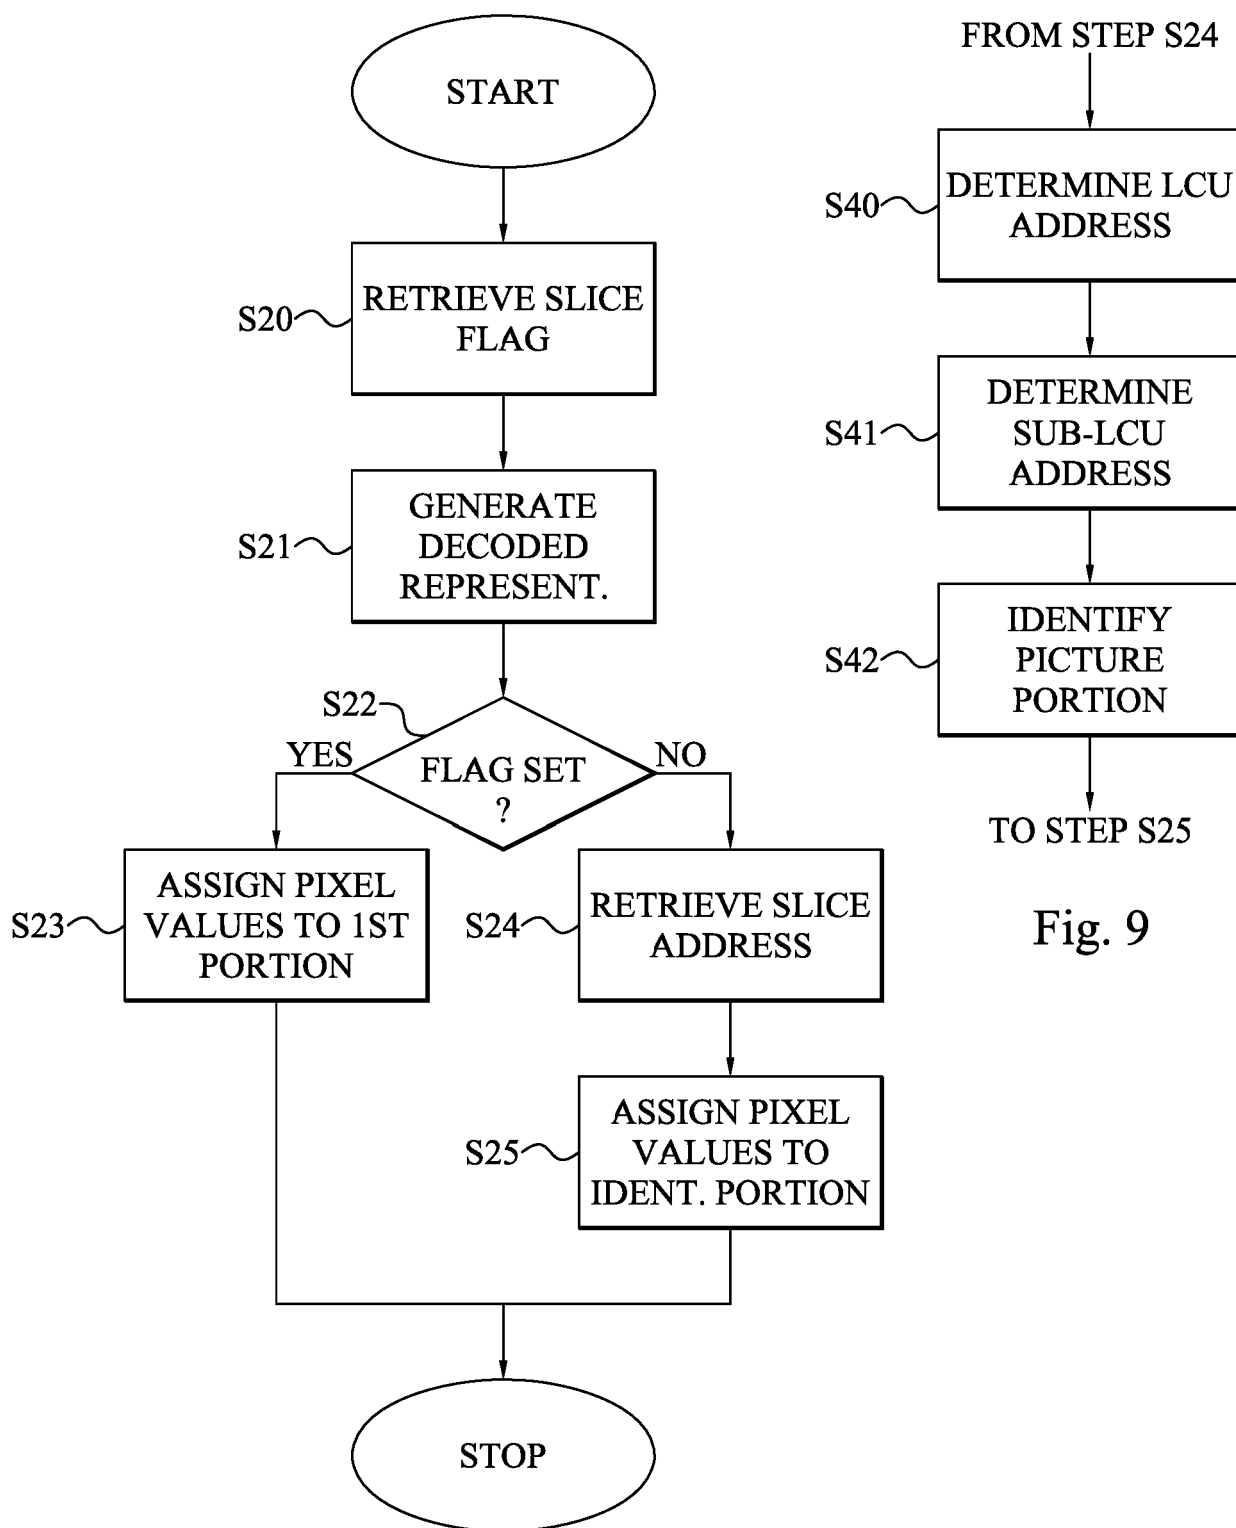 START
S20
RETRIEVE SLICE
FLAG
S21
GENERATE
DECODED
REPRESENT.
S22
YES
FLAG SET
?
NO
S23
ASSIGN PIXEL
VALUES TO 1ST
PORTION
S24
RETRIEVE SLICE
ADDRESS
S25
ASSIGN PIXEL
VALUES TO
IDENT. PORTION
STOP
FROM STEP S24
S40
DETERMINE LCU
ADDRESS
S41
DETERMINE
SUB-LCU
ADDRESS
S42
IDENTIFY
PICTURE
PORTION
TO STEP S25
Fig. 9